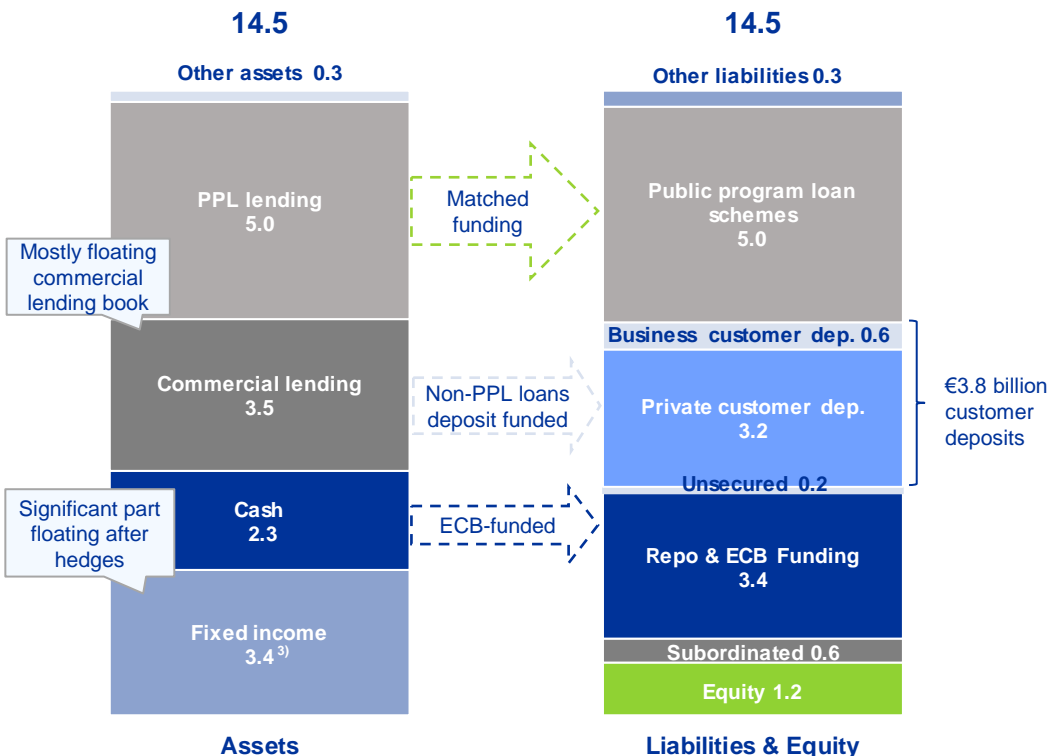 14.5
14.5
Other assets 0.3
Other liabilities 0.3
PPL lending
5.0
Matched
funding
Public program loan
schemes
5.0
Mostly floating
commercial
lending book
Business customer dep. 0.6
Commercial lending
3.5
Non-PPL loans
deposit funded
Private customer dep.
3.2
€3.8 billion
customer
deposits
Unsecured 0.2
Significant part
floating after
hedges
Cash
2.3
ECB-funded
Repo & ECB Funding
3.4
Fixed income
3.4 3)
Subordinated 0.6
Equity 1.2
Assets
Liabilities & Equity